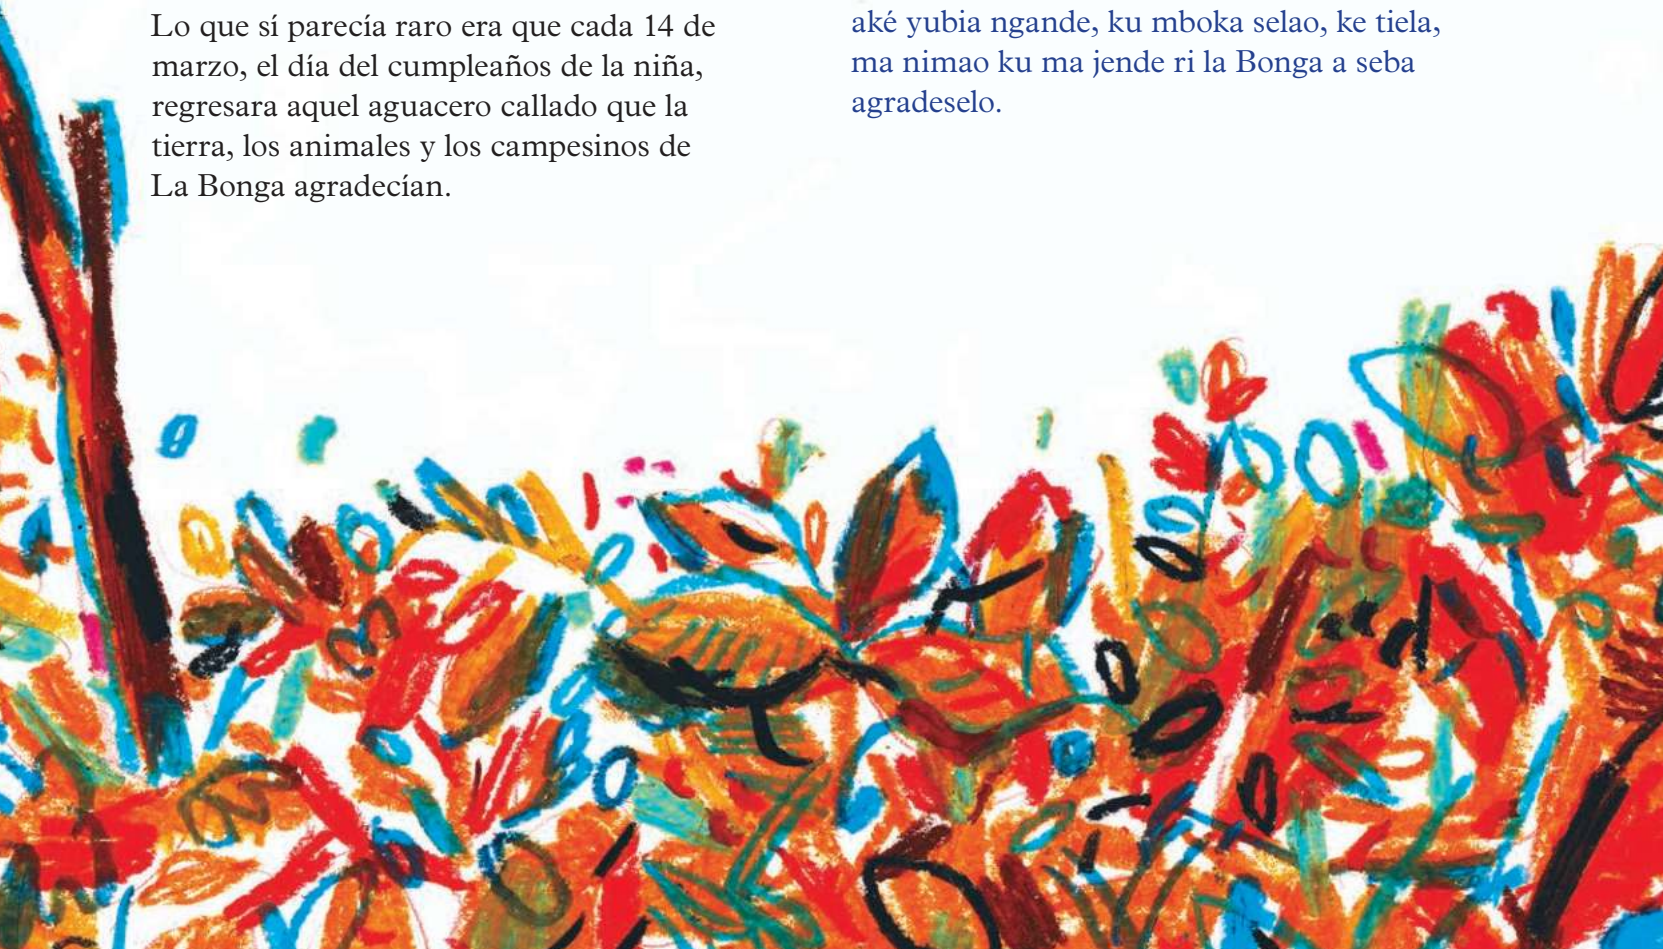 Lo que sí parecía raro era que cada 14 de
marzo, el día del cumpleaños de la niña,
regresara aquel aguacero callado que la
tierra, los animales y los campesinos de
La Bonga agradecían.
aké yubia ngande, ku mboka selao, ke tiela,
ma nimao ku ma jende ri la Bonga a seba
agradeselo.